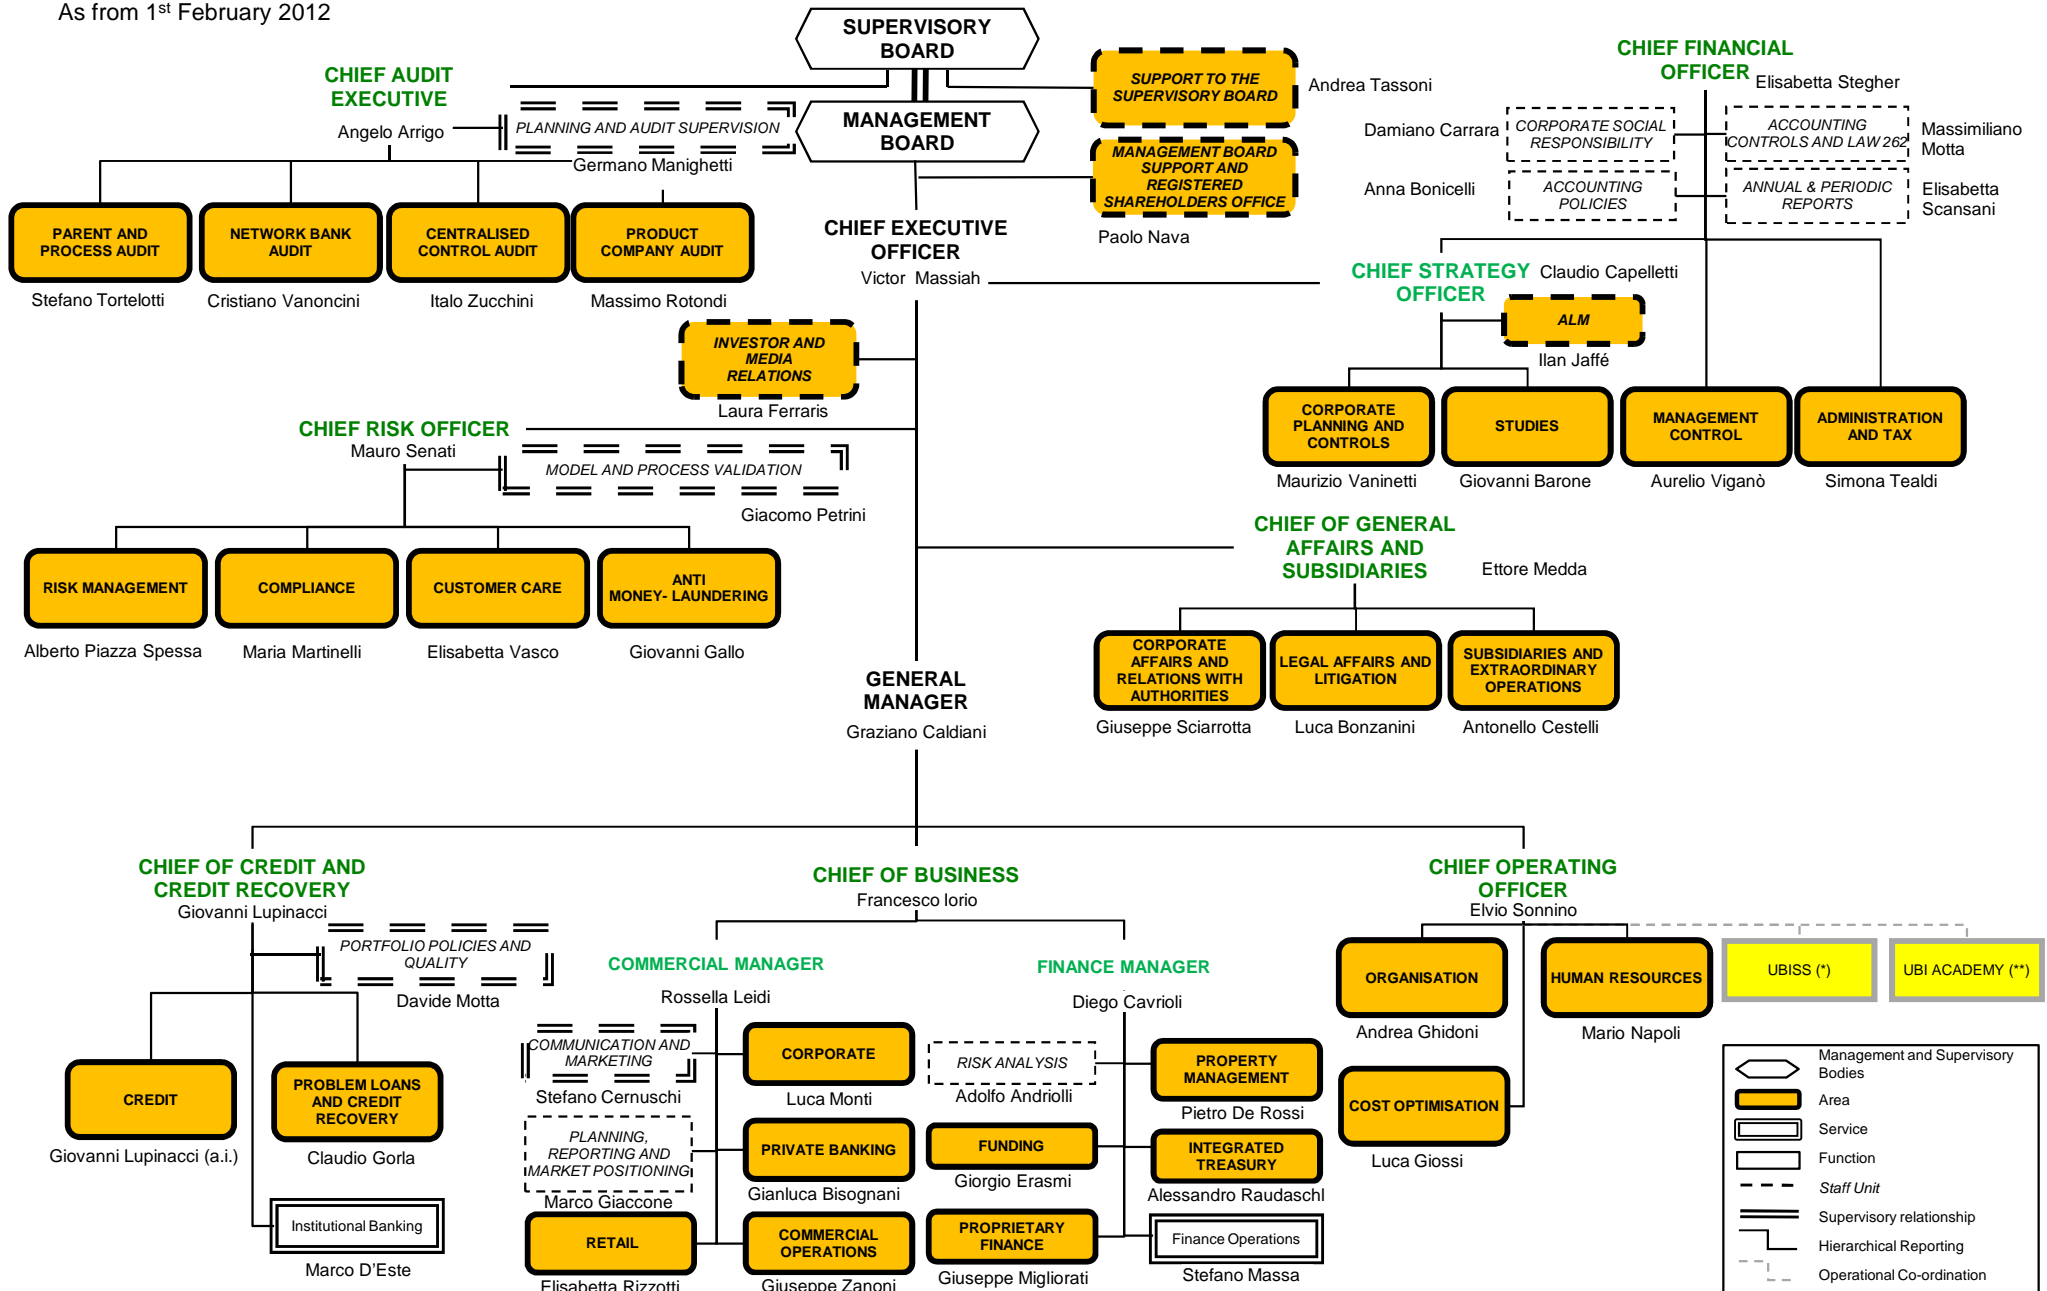 As from 1st February 2012
SUPERVISORY
BOARD
MANAGEMENT
BOARD
SUPPORT TO THE
SUPERVISORY BOARD
Andrea Tassoni
MANAGEMENT BOARD
SUPPORT AND
REGISTERED
SHAREHOLDERS OFFICE
Paolo Nava
CHIEF AUDIT
EXECUTIVE
Angelo Arrigo
PLANNING AND AUDIT SUPERVISION
Germano Manighetti
PARENT AND
PROCESS AUDIT
Stefano Tortelotti
NETWORK BANK
AUDIT
Cristiano Vanoncini
CENTRALISED
CONTROL AUDIT
Italo Zucchini
PRODUCT
COMPANY AUDIT
Massimo Rotondi
CHIEF FINANCIAL
OFFICER
Elisabetta Stegher
Damiano Carrara
CORPORATE SOCIAL
RESPONSIBILITY
ACCOUNTING
CONTROLS AND LAW 262
Massimiliano
Motta
Anna Bonicelli
ACCOUNTING
POLICIES
ANNUAL & PERIODIC
REPORTS
Elisabetta
Scansani
CHIEF EXECUTIVE
OFFICER
Victor Massiah
CHIEF STRATEGY
OFFICER
Claudio Capelletti
ALM
Ilan Jaffé
INVESTOR AND
MEDIA
RELATIONS
Laura Ferraris
CORPORATE
PLANNING AND
CONTROLS
Maurizio Vaninetti
STUDIES
Giovanni Barone
MANAGEMENT
CONTROL
Aurelio Viganò
ADMINISTRATION
AND TAX
Simona Tealdi
CHIEF RISK OFFICER
Mauro Senati
MODEL AND PROCESS VALIDATION
Giacomo Petrini
RISK MANAGEMENT
Alberto Piazza Spessa
COMPLIANCE
Maria Martinelli
CUSTOMER CARE
Elisabetta Vasco
ANTI
MONEY- LAUNDERING
Giovanni Gallo
CHIEF OF GENERAL
AFFAIRS AND
SUBSIDIARIES
Ettore Medda
CORPORATE
AFFAIRS AND
RELATIONS WITH
AUTHORITIES
Giuseppe Sciarrotta
LEGAL AFFAIRS AND
LITIGATION
Luca Bonzanini
SUBSIDIARIES AND
EXTRAORDINARY
OPERATIONS
Antonello Cestelli
GENERAL
MANAGER
Graziano Caldiani
CHIEF OF CREDIT AND
CREDIT RECOVERY
Giovanni Lupinacci
PORTFOLIO POLICIES AND
QUALITY
Davide Motta
CREDIT
Giovanni Lupinacci (a.i.)
PROBLEM LOANS
AND CREDIT
RECOVERY
Claudio Gorla
Institutional Banking
Marco D'Este
CHIEF OF BUSINESS
Francesco Iorio
COMMERCIAL MANAGER
Rossella Leidi
COMMUNICATION AND
MARKETING
Stefano Cernuschi
CORPORATE
Luca Monti
PLANNING,
REPORTING AND
MARKET POSITIONING
Marco Giaccone
PRIVATE BANKING
Gianluca Bisognani
RETAIL
Elisabetta Rizzotti
COMMERCIAL
OPERATIONS
Giuseppe Zanoni
FINANCE MANAGER
Diego Cavrioli
RISK ANALYSIS
Adolfo Andriolli
PROPERTY
MANAGEMENT
Pietro De Rossi
FUNDING
Giorgio Erasmi
INTEGRATED
TREASURY
Alessandro Raudaschl
PROPRIETARY
FINANCE
Giuseppe Migliorati
Finance Operations
Stefano Massa
CHIEF OPERATING
OFFICER
Elvio Sonnino
ORGANISATION
Andrea Ghidoni
HUMAN RESOURCES
Mario Napoli
UBISS (*)
UBI ACADEMY (**)
COST OPTIMISATION
Luca Giossi
Management and Supervisory
Bodies
Area
Service
Function
Staff Unit
Supervisory relationship
Hierarchical Reporting
Operational Co-ordination